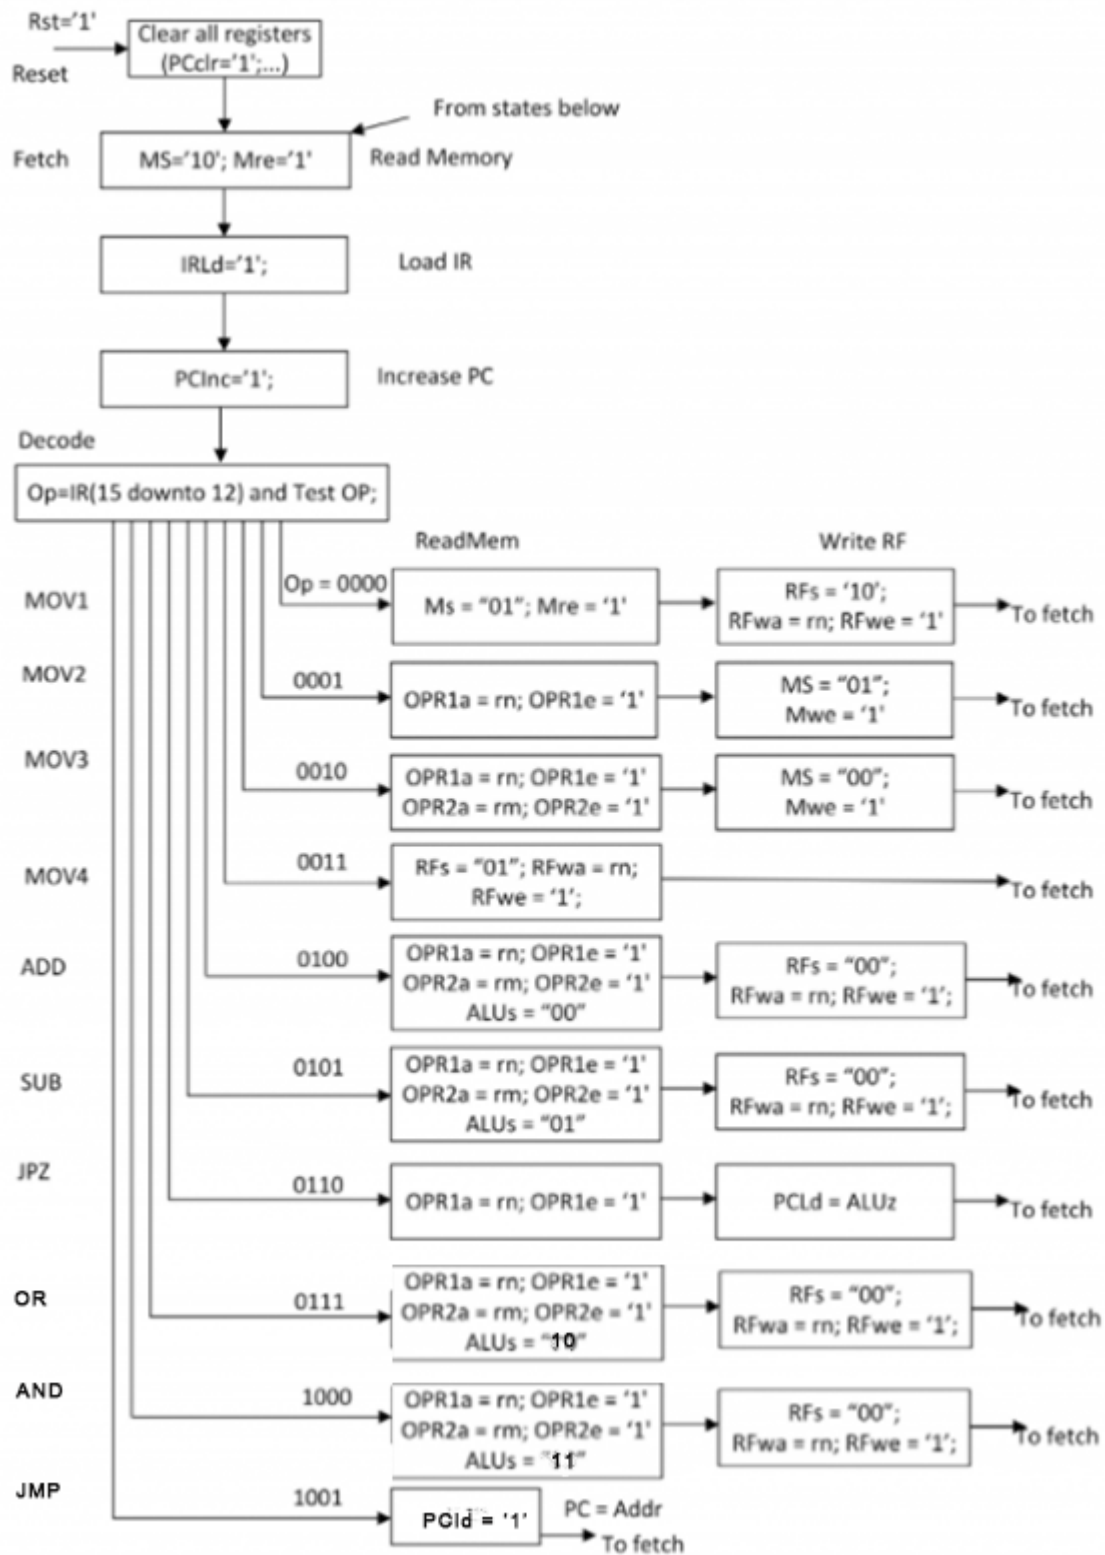 Rst='1'
Reset
Clear all registers
(PCclr='1';...)
From states below
Fetch
MS='10'; Mre='1'
Read Memory
IRLd='1';
Load IR
PCInc='1';
Increase PC
Decode
Op=IR(15 downto 12) and Test OP;
ReadMem
Write RF
MOV1
Op = 0000
Ms = "01"; Mre = '1'
RFs = '10';
RFwa = rn; RFwe = '1'
To fetch
MOV2
0001
OPR1a = rn; OPR1e = '1'
MS = "01";
Mwe = '1'
To fetch
MOV3
0010
OPR1a = rn; OPR1e = '1'
OPR2a = rm; OPR2e = '1'
MS = "00";
Mwe = '1'
To fetch
MOV4
0011
RFs = "01"; RFwa = rn;
RFwe = '1';
To fetch
ADD
0100
OPR1a = rn; OPR1e = '1'
OPR2a = rm; OPR2e = '1'
ALUs = "00"
RFs = "00";
RFwa = rn; RFwe = '1';
To fetch
SUB
0101
OPR1a = rn; OPR1e = '1'
OPR2a = rm; OPR2e = '1'
ALUs = "01"
RFs = "00";
RFwa = rn; RFwe = '1';
To fetch
JPZ
0110
OPR1a = rn; OPR1e = '1'
PCLd = ALUz
To fetch
OR
0111
OPR1a = rn; OPR1e = '1'
OPR2a = rm; OPR2e = '1'
ALUs = "10"
RFs = "00";
RFwa = rn; RFwe = '1';
To fetch
AND
1000
OPR1a = rn; OPR1e = '1'
OPR2a = rm; OPR2e = '1'
ALUs = "11"
RFs = "00";
RFwa = rn; RFwe = '1';
To fetch
JMP
1001
PCld = '1'
PC = Addr
To fetch